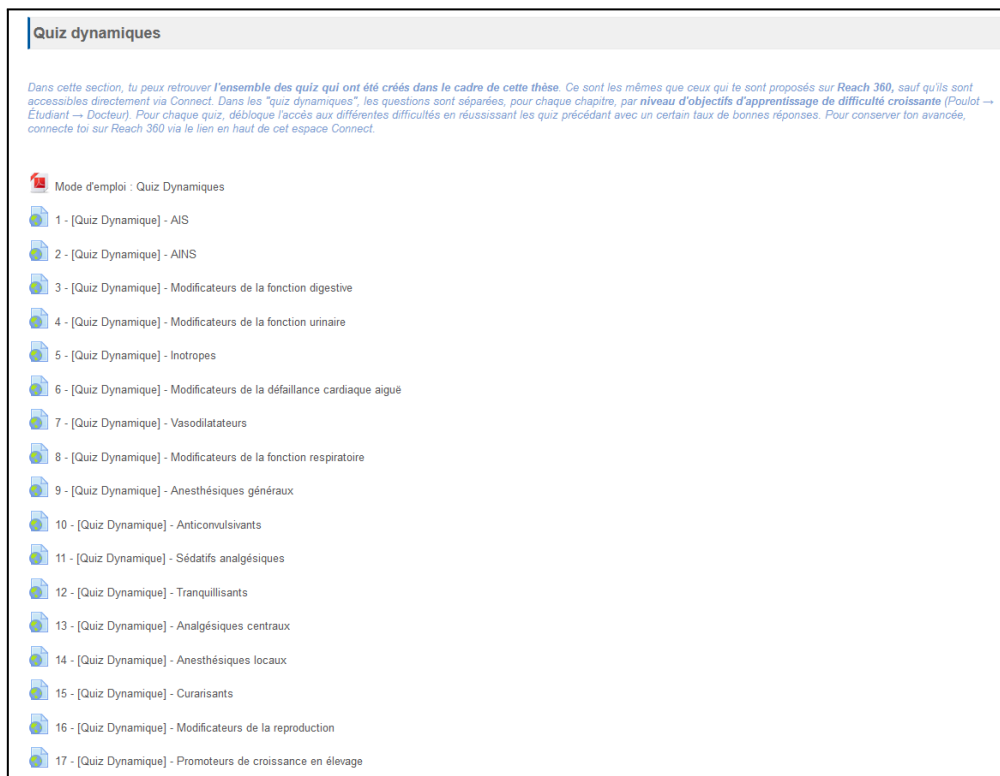 Quiz dynamiques
Dans cette section, tu peux retrouver l'ensemble des quiz qui ont été créés dans le cadre de cette thèse. Ce sont les mêmes que ceux qui te sont proposés sur Reach 360, sauf qu'ils sont
accessibles directement via Connect. Dans les "quiz dynamiques", les questions sont séparées, pour chaque chapitre, par niveau d'objectifs d'apprentissage de difficulté croissante (Poulot →
Étudiant → Docteur). Pour chaque quiz, débloque l'accès aux différentes difficultés en réussissant les quiz précédant avec un certain taux de bonnes réponses. Pour conserver ton avancée,
connecte toi sur Reach 360 via le lien en haut de cet espace Connect.
Mode d'emploi : Quiz Dynamiques
1 - [Quiz Dynamique] - AIS
2 - [Quiz Dynamique] - AINS
3 - [Quiz Dynamique] - Modificateurs de la fonction digestive
4 - [Quiz Dynamique] - Modificateurs de la fonction urinaire
5 - [Quiz Dynamique] - Inotropes
6 - [Quiz Dynamique] - Modificateurs de la défaillance cardiaque aiguë
7 - [Quiz Dynamique] - Vasodilatateurs
8 - [Quiz Dynamique] - Modificateurs de la fonction respiratoire
9 - [Quiz Dynamique] - Anesthésiques généraux
10 - [Quiz Dynamique] - Anticonvulsivants
11 - [Quiz Dynamique] - Sédatifs analgésiques
12 - [Quiz Dynamique] - Tranquillisants
13 - [Quiz Dynamique] - Analgésiques centraux
14 - [Quiz Dynamique] - Anesthésiques locaux
15 - [Quiz Dynamique] - Curarisants
16 - [Quiz Dynamique] - Modificateurs de la reproduction
17 - [Quiz Dynamique] - Promoteurs de croissance en élevage